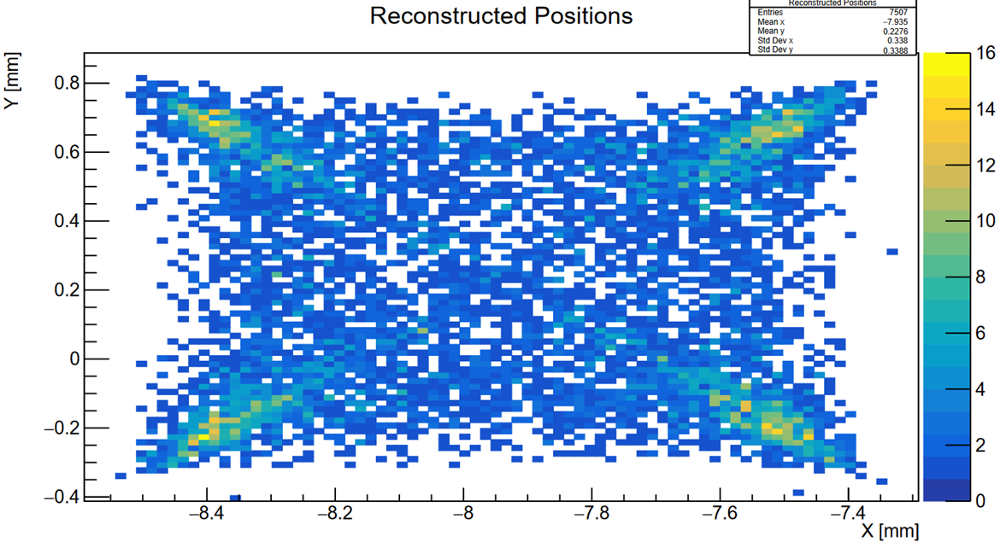 Reconstructed Positions
Reconstructed Positions
Entries 7507
Mean x −7.935
Mean y 0.2276
Std Dev x 0.338
Std Dev y 0.3388
Y [mm]
0.8
0.6
0.4
0.2
0
−0.2
−0.4
−8.4 −8.2 −8 −7.8 −7.6 −7.4
X [mm]
16
14
12
10
8
6
4
2
0